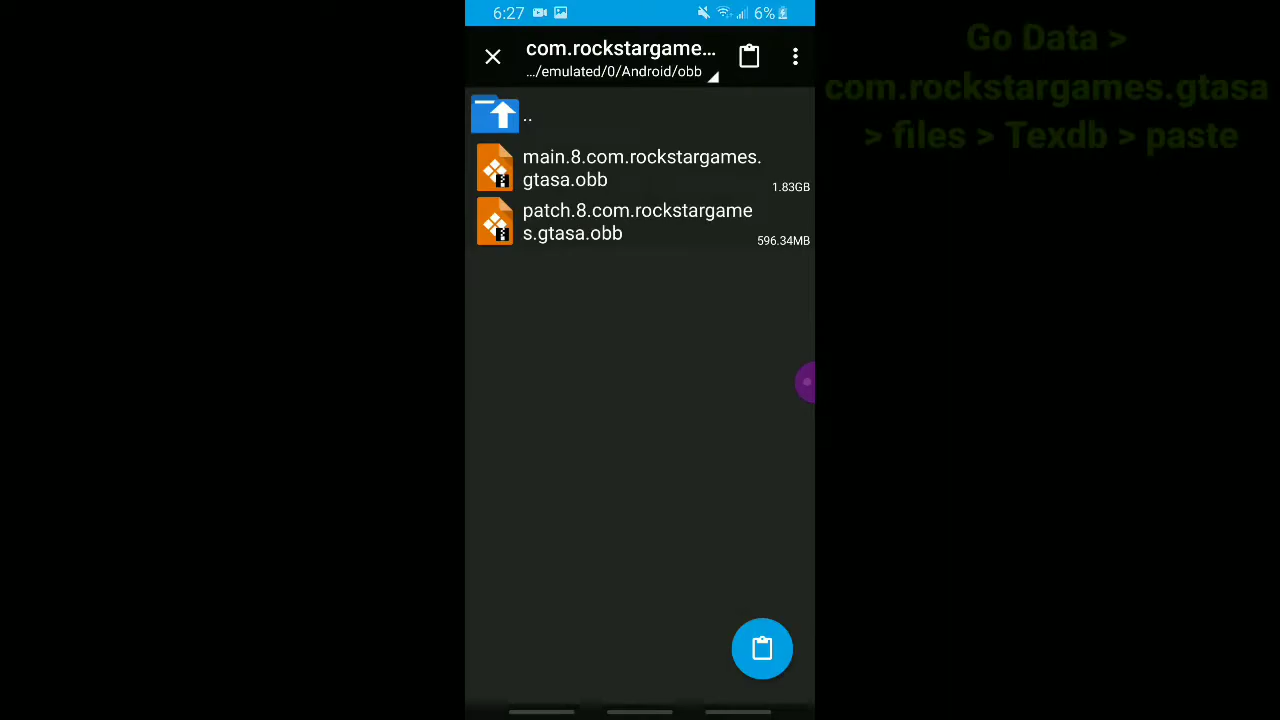 6:27
6%
com.rockstargame...
.../emulated/0/Android/obb
..
main.8.com.rockstargames.
gtasa.obb
1.83GB
patch.8.com.rockstargame
s.gtasa.obb
596.34MB
Go Data >
com.rockstargames.gtasa
> files > Texdb > paste